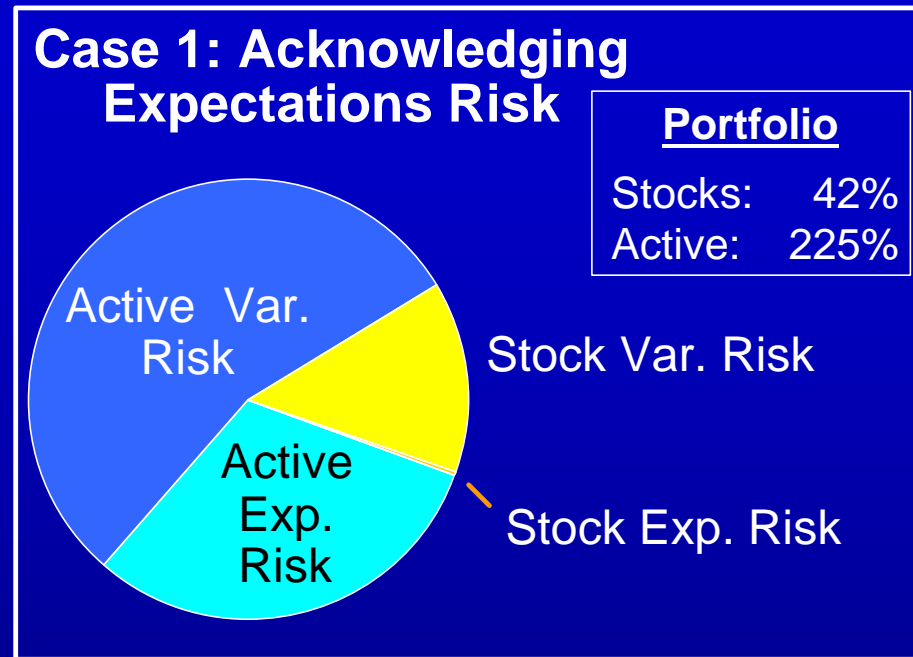 Case 1: Acknowledging
Expectations Risk
Portfolio
Stocks: 42%
Active: 225%
Active Var.
Risk
Stock Var. Risk
Active
Exp.
Risk
Stock Exp. Risk